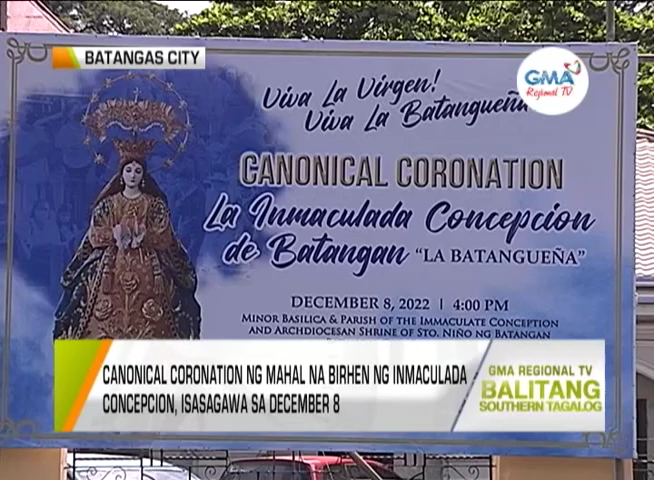 BATANGAS CITY
GMA
Regional TV
Viva La Virgen!
Viva La Batangueña
CANONICAL CORONATION
La Inmaculada Concepcion
de Batangan "LA BATANGUEÑA"
DECEMBER 8, 2022 | 4:00 PM
MINOR BASILICA & PARISH OF THE IMMACULATE CONCEPTION
AND ARCHDIOCESAN SHRINE OF STO. NIÑO NG BATANGAN
CANONICAL CORONATION NG MAHAL NA BIRHEN NG INMACULADA
CONCEPCION, ISASAGAWA SA DECEMBER 8
GMA REGIONAL TV
BALITANG
SOUTHERN TAGALOG